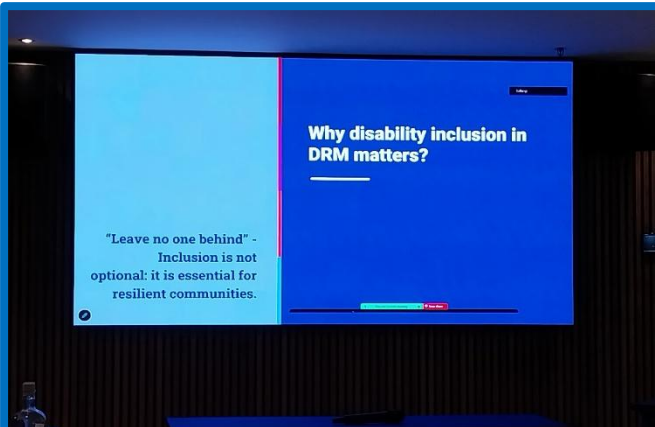 Why disability inclusion in
DRM matters?
"Leave no one behind" -
Inclusion is not
optional: it is essential for
resilient communities.